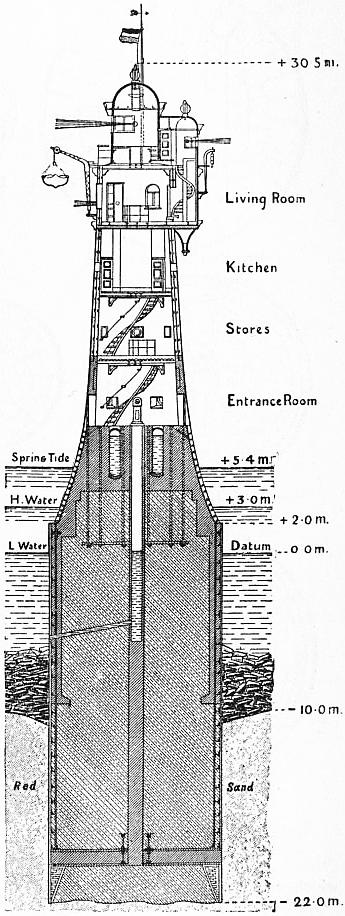 + 30 5 m.
Living Room
Kitchen
Stores
Entrance Room
Spring Tide + 5.4 m.
H. Water + 3.0 m.
+ 2.0 m.
L Water Datum 0 0 m.
- 10.0 m.
Red Sand
- 22.0 m.